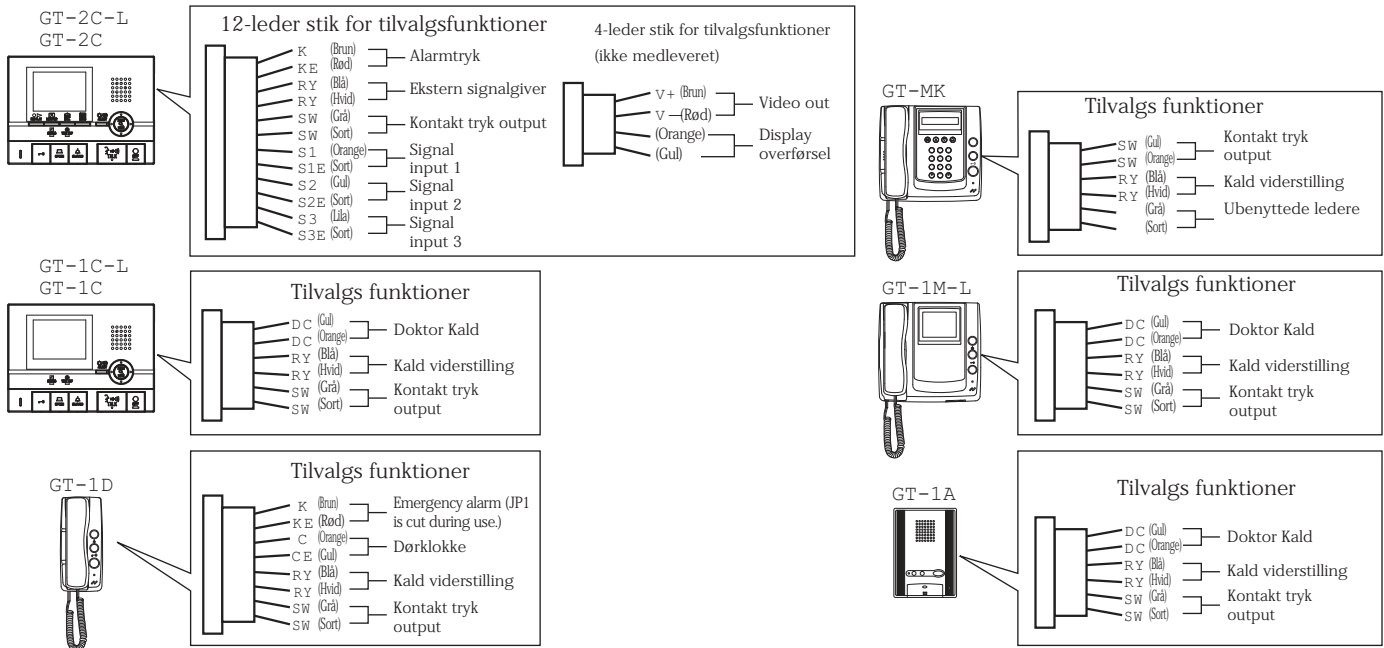 GT-2C-L
GT-2C
12-leder stik for tilvalgsfunktioner
K (Brun)
KE (Rød)
Alarmtryk
RY (Blå)
RY (Hvid)
Ekstern signalgiver
SW (Grå)
SW (Sort)
Kontakt tryk output
S1 (Orange)
S1E (Sort)
Signal
input 1
S2 (Gul)
S2E (Sort)
Signal
input 2
S3 (Lila)
S3E (Sort)
Signal
input 3
4-leder stik for tilvalgsfunktioner
(ikke medleveret)
V+ (Brun)
V – (Rød)
Video out
(Orange)
(Gul)
Display
overførsel
GT-MK
Tilvalgs funktioner
SW (Gul)
SW (Orange)
Kontakt tryk
output
RY (Blå)
RY (Hvid)
Kald viderstilling
(Grå)
(Sort)
Ubenyttede ledere
GT-1C-L
GT-1C
TALK
Tilvalgs funktioner
DC (Gul)
DC (Orange)
Doktor Kald
RY (Blå)
RY (Hvid)
Kald viderstilling
SW (Grå)
SW (Sort)
Kontakt tryk
output
GT-1M-L
Tilvalgs funktioner
DC (Gul)
DC (Orange)
Doktor Kald
RY (Blå)
RY (Hvid)
Kald viderstilling
SW (Grå)
SW (Sort)
Kontakt tryk
output
GT-1D
Tilvalgs funktioner
K (Brun)
KE (Rød)
Emergency alarm (JP1
is cut during use.)
C (Orange)
CE (Gul)
Dørklokke
RY (Blå)
RY (Hvid)
Kald viderstilling
SW (Grå)
SW (Sort)
Kontakt tryk
output
GT-1A
Tilvalgs funktioner
DC (Gul)
DC (Orange)
Doktor Kald
RY (Blå)
RY (Hvid)
Kald viderstilling
SW (Grå)
SW (Sort)
Kontakt tryk
output